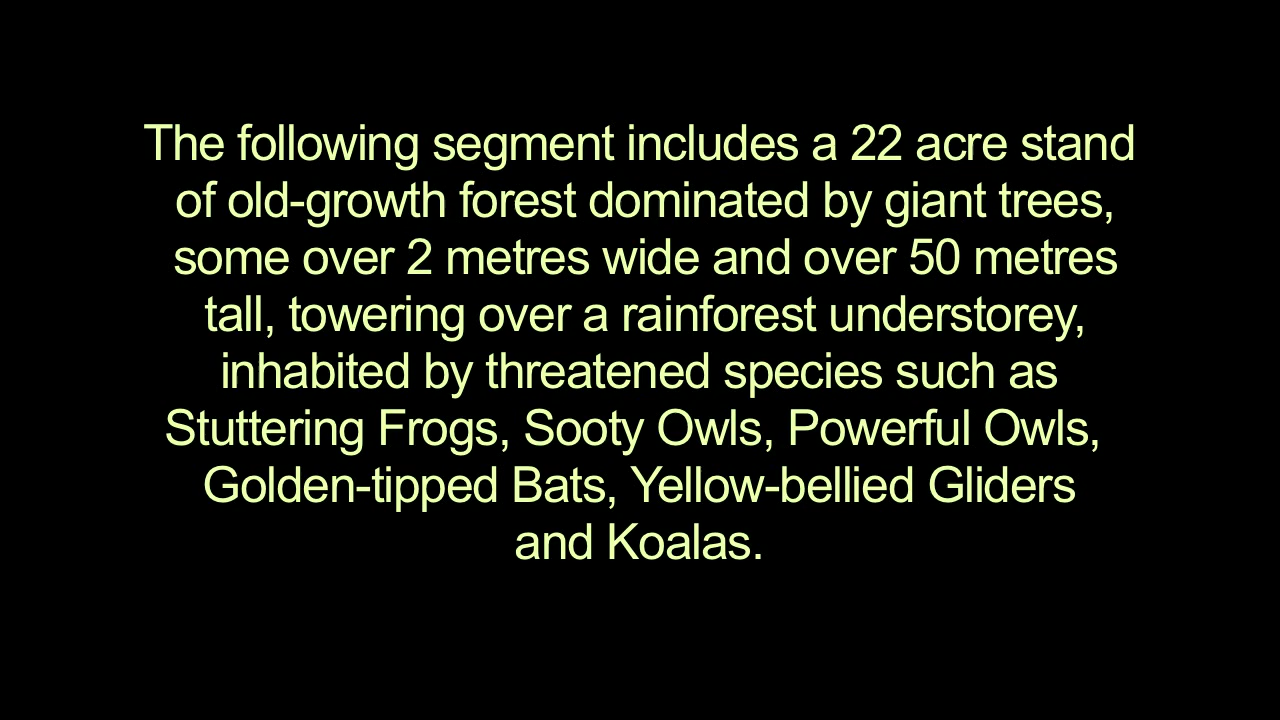 The following segment includes a 22 acre stand
of old-growth forest dominated by giant trees,
some over 2 metres wide and over 50 metres
tall, towering over a rainforest understorey,
inhabited by threatened species such as
Stuttering Frogs, Sooty Owls, Powerful Owls,
Golden-tipped Bats, Yellow-bellied Gliders
and Koalas.